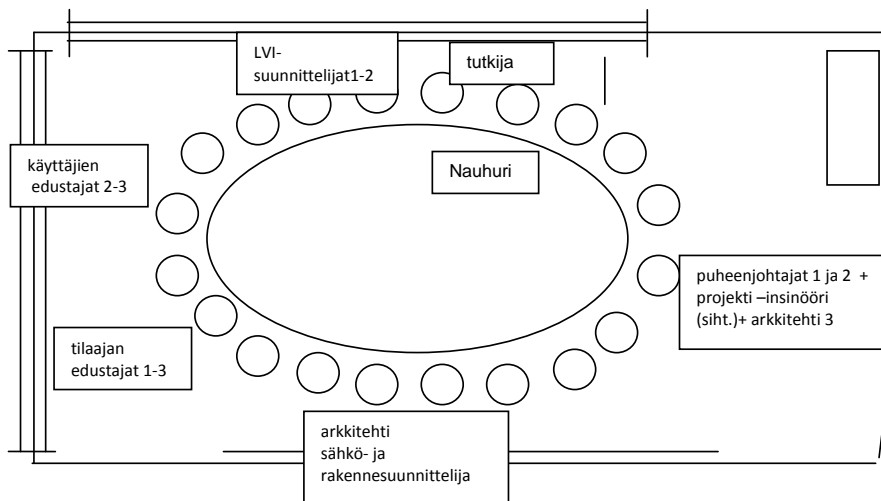 LVI-
suunnittelijat1-2
tutkija
käyttäjien
edustajat 2-3
Nauhuri
puheenjohtajat 1 ja 2 +
projekti –insinööri
(siht.)+ arkkitehti 3
tilaajan
edustajat 1-3
arkkitehti
sähkö- ja
rakennesuunnittelija